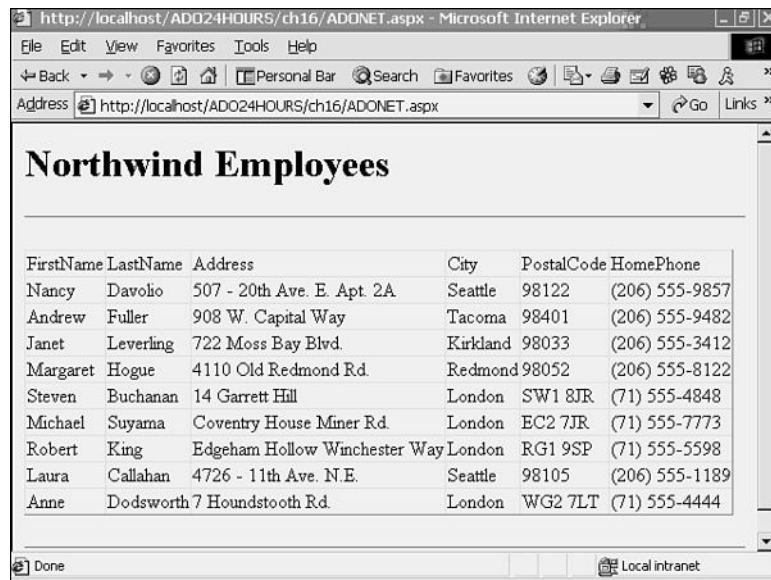 http://localhost/ADO24HOURS/ch16/ADONET.aspx - Microsoft Internet Explorer
File Edit View Favorites Tools Help
Back Personal Bar Search Favorites »
Address http://localhost/ADO24HOURS/ch16/ADONET.aspx Go Links »
Northwind Employees
FirstName LastName Address City PostalCode HomePhone
Nancy Davolio 507 - 20th Ave. E. Apt. 2A Seattle 98122 (206) 555-9857
Andrew Fuller 908 W. Capital Way Tacoma 98401 (206) 555-9482
Janet Leverling 722 Moss Bay Blvd. Kirkland 98033 (206) 555-3412
Margaret Hogue 4110 Old Redmond Rd. Redmond 98052 (206) 555-8122
Steven Buchanan 14 Garrett Hill London SW1 8JR (71) 555-4848
Michael Suyama Coventry House Miner Rd. London EC2 7JR (71) 555-7773
Robert King Edgeham Hollow Winchester Way London RG1 9SP (71) 555-5598
Laura Callahan 4726 - 11th Ave. N.E. Seattle 98105 (206) 555-1189
Anne Dodsworth 7 Houndstooth Rd. London WG2 7LT (71) 555-4444
Done Local intranet